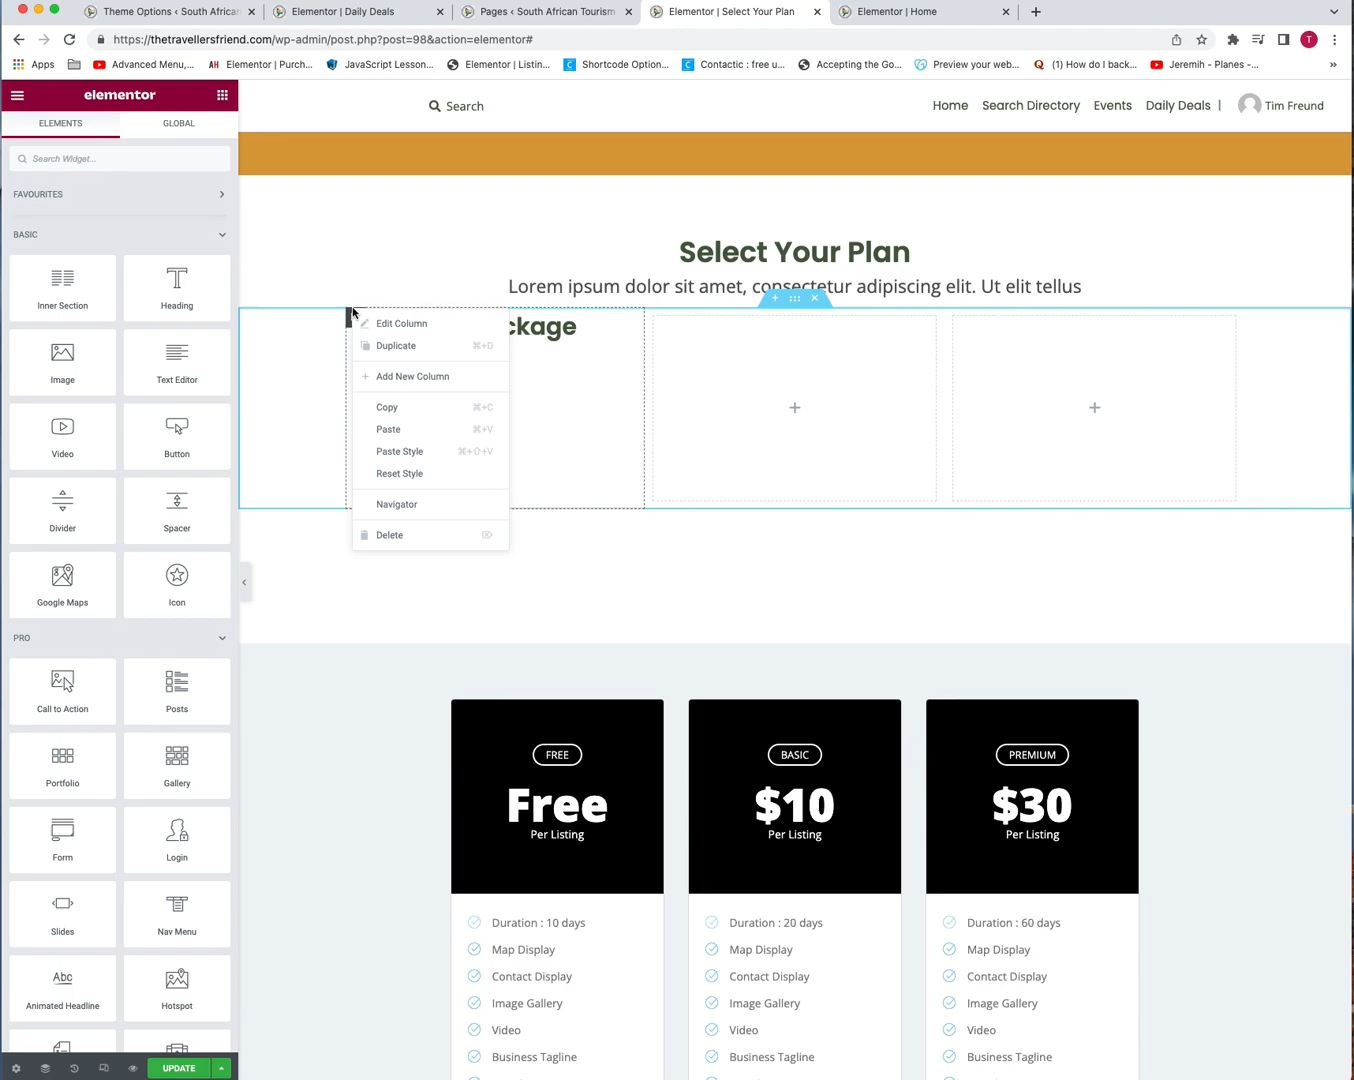 Theme Options ‹ South African
Elementor | Daily Deals
Pages ‹ South African Tourism
Elementor | Select Your Plan
Elementor | Home
https://thetravellersfriend.com/wp-admin/post.php?post=98&action=elementor#
T
Apps
Advanced Menu,...
AH Elementor | Purch...
JavaScript Lesson...
Elementor | Listin...
C Shortcode Option...
C Contactic : free u...
Accepting the Go...
Preview your web...
Q (1) How do I back...
Jeremih - Planes -...
elementor
ELEMENTS
GLOBAL
Search Widget...
FAVOURITES
BASIC
Inner Section
Heading
Image
Text Editor
Video
Button
Divider
Spacer
Google Maps
Icon
PRO
Call to Action
Posts
Portfolio
Gallery
Form
Login
Slides
Nav Menu
Abc
Animated Headline
Hotspot
UPDATE
Search
Home
Search Directory
Events
Daily Deals |
Tim Freund
Select Your Plan
Lorem ipsum dolor sit amet, consectetur adipiscing elit. Ut elit tellus
ckage
Edit Column
Duplicate ⌘+D
Add New Column
Copy ⌘+C
Paste ⌘+V
Paste Style ⌘+⇧+V
Reset Style
Navigator
Delete ⌦
FREE
Free
Per Listing
Duration : 10 days
Map Display
Contact Display
Image Gallery
Video
Business Tagline
BASIC
$10
Per Listing
Duration : 20 days
Map Display
Contact Display
Image Gallery
Video
Business Tagline
PREMIUM
$30
Per Listing
Duration : 60 days
Map Display
Contact Display
Image Gallery
Video
Business Tagline